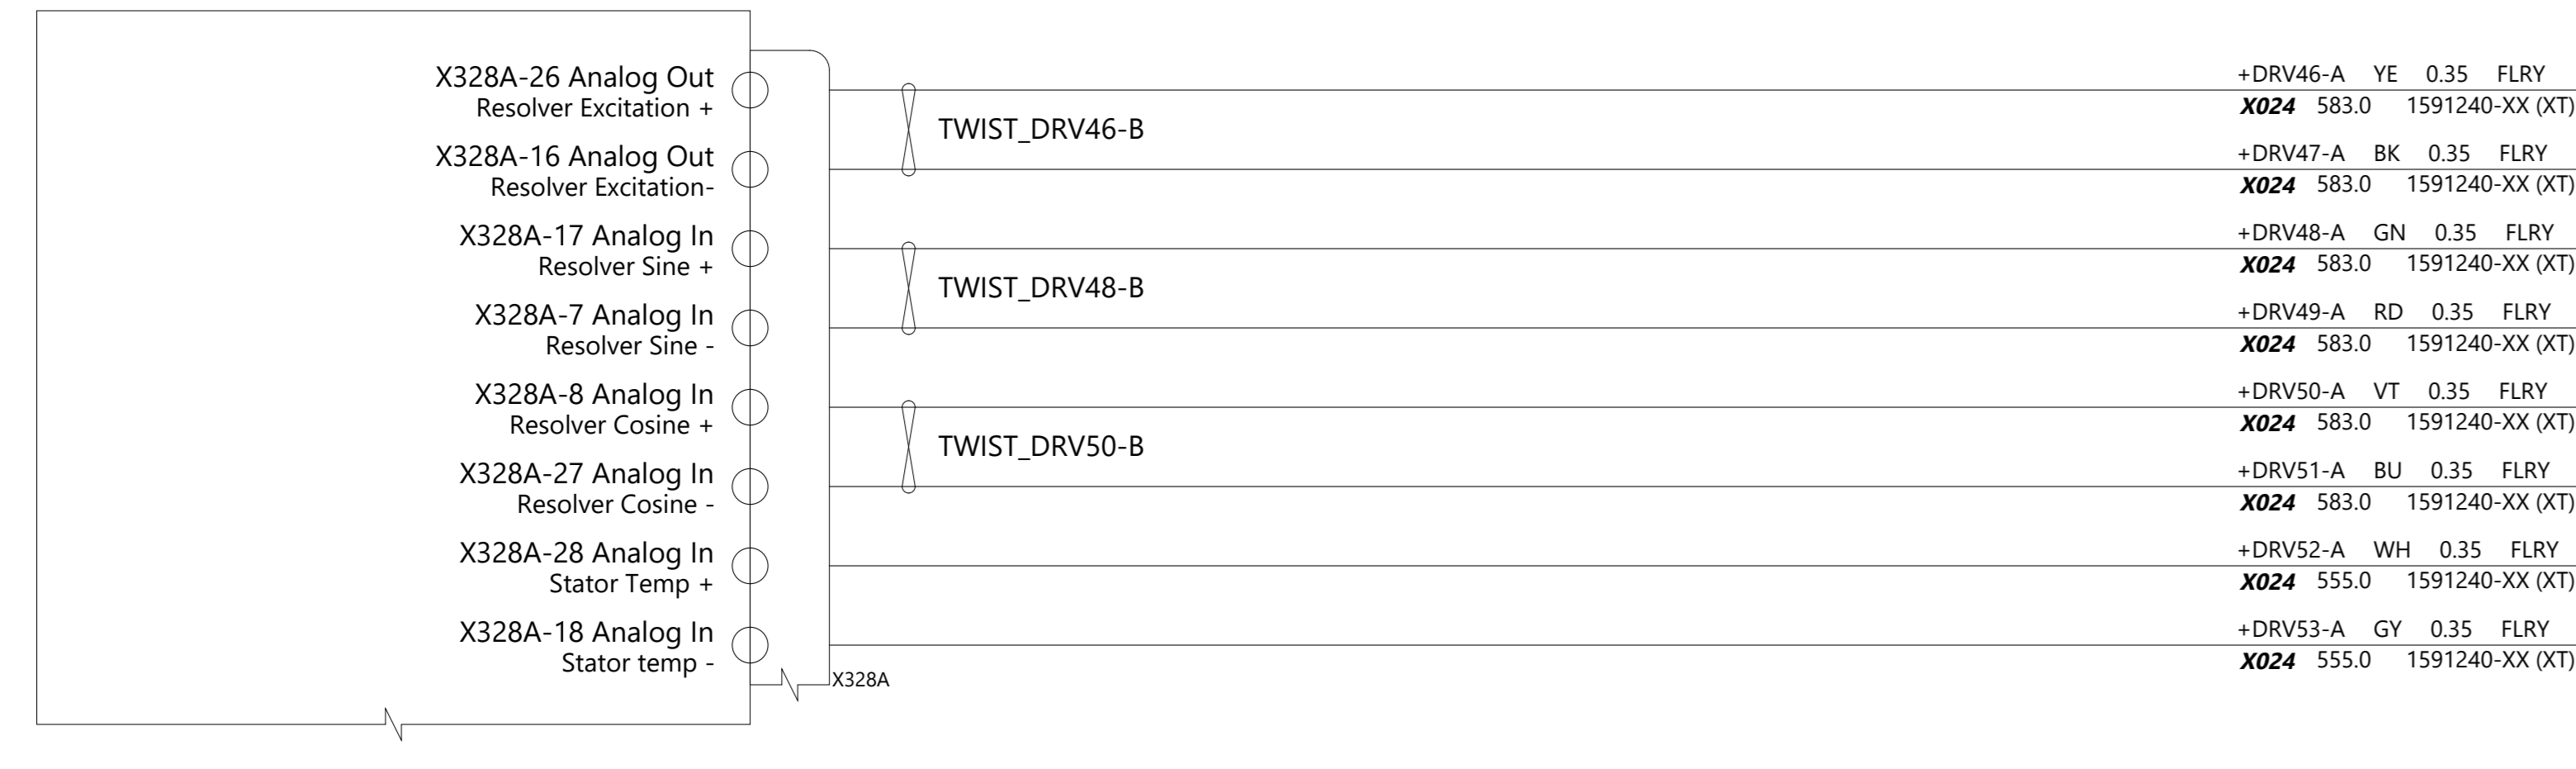 X328A-26 Analog Out
Resolver Excitation +
+DRV46-A YE 0.35 FLRY
X024 583.0 1591240-XX (XT)
TWIST_DRV46-B
X328A-16 Analog Out
Resolver Excitation-
+DRV47-A BK 0.35 FLRY
X024 583.0 1591240-XX (XT)
X328A-17 Analog In
Resolver Sine +
+DRV48-A GN 0.35 FLRY
X024 583.0 1591240-XX (XT)
TWIST_DRV48-B
X328A-7 Analog In
Resolver Sine -
+DRV49-A RD 0.35 FLRY
X024 583.0 1591240-XX (XT)
X328A-8 Analog In
Resolver Cosine +
+DRV50-A VT 0.35 FLRY
X024 583.0 1591240-XX (XT)
TWIST_DRV50-B
X328A-27 Analog In
Resolver Cosine -
+DRV51-A BU 0.35 FLRY
X024 583.0 1591240-XX (XT)
X328A-28 Analog In
Stator Temp +
+DRV52-A WH 0.35 FLRY
X024 555.0 1591240-XX (XT)
X328A-18 Analog In
Stator temp -
+DRV53-A GY 0.35 FLRY
X024 555.0 1591240-XX (XT)
X328A